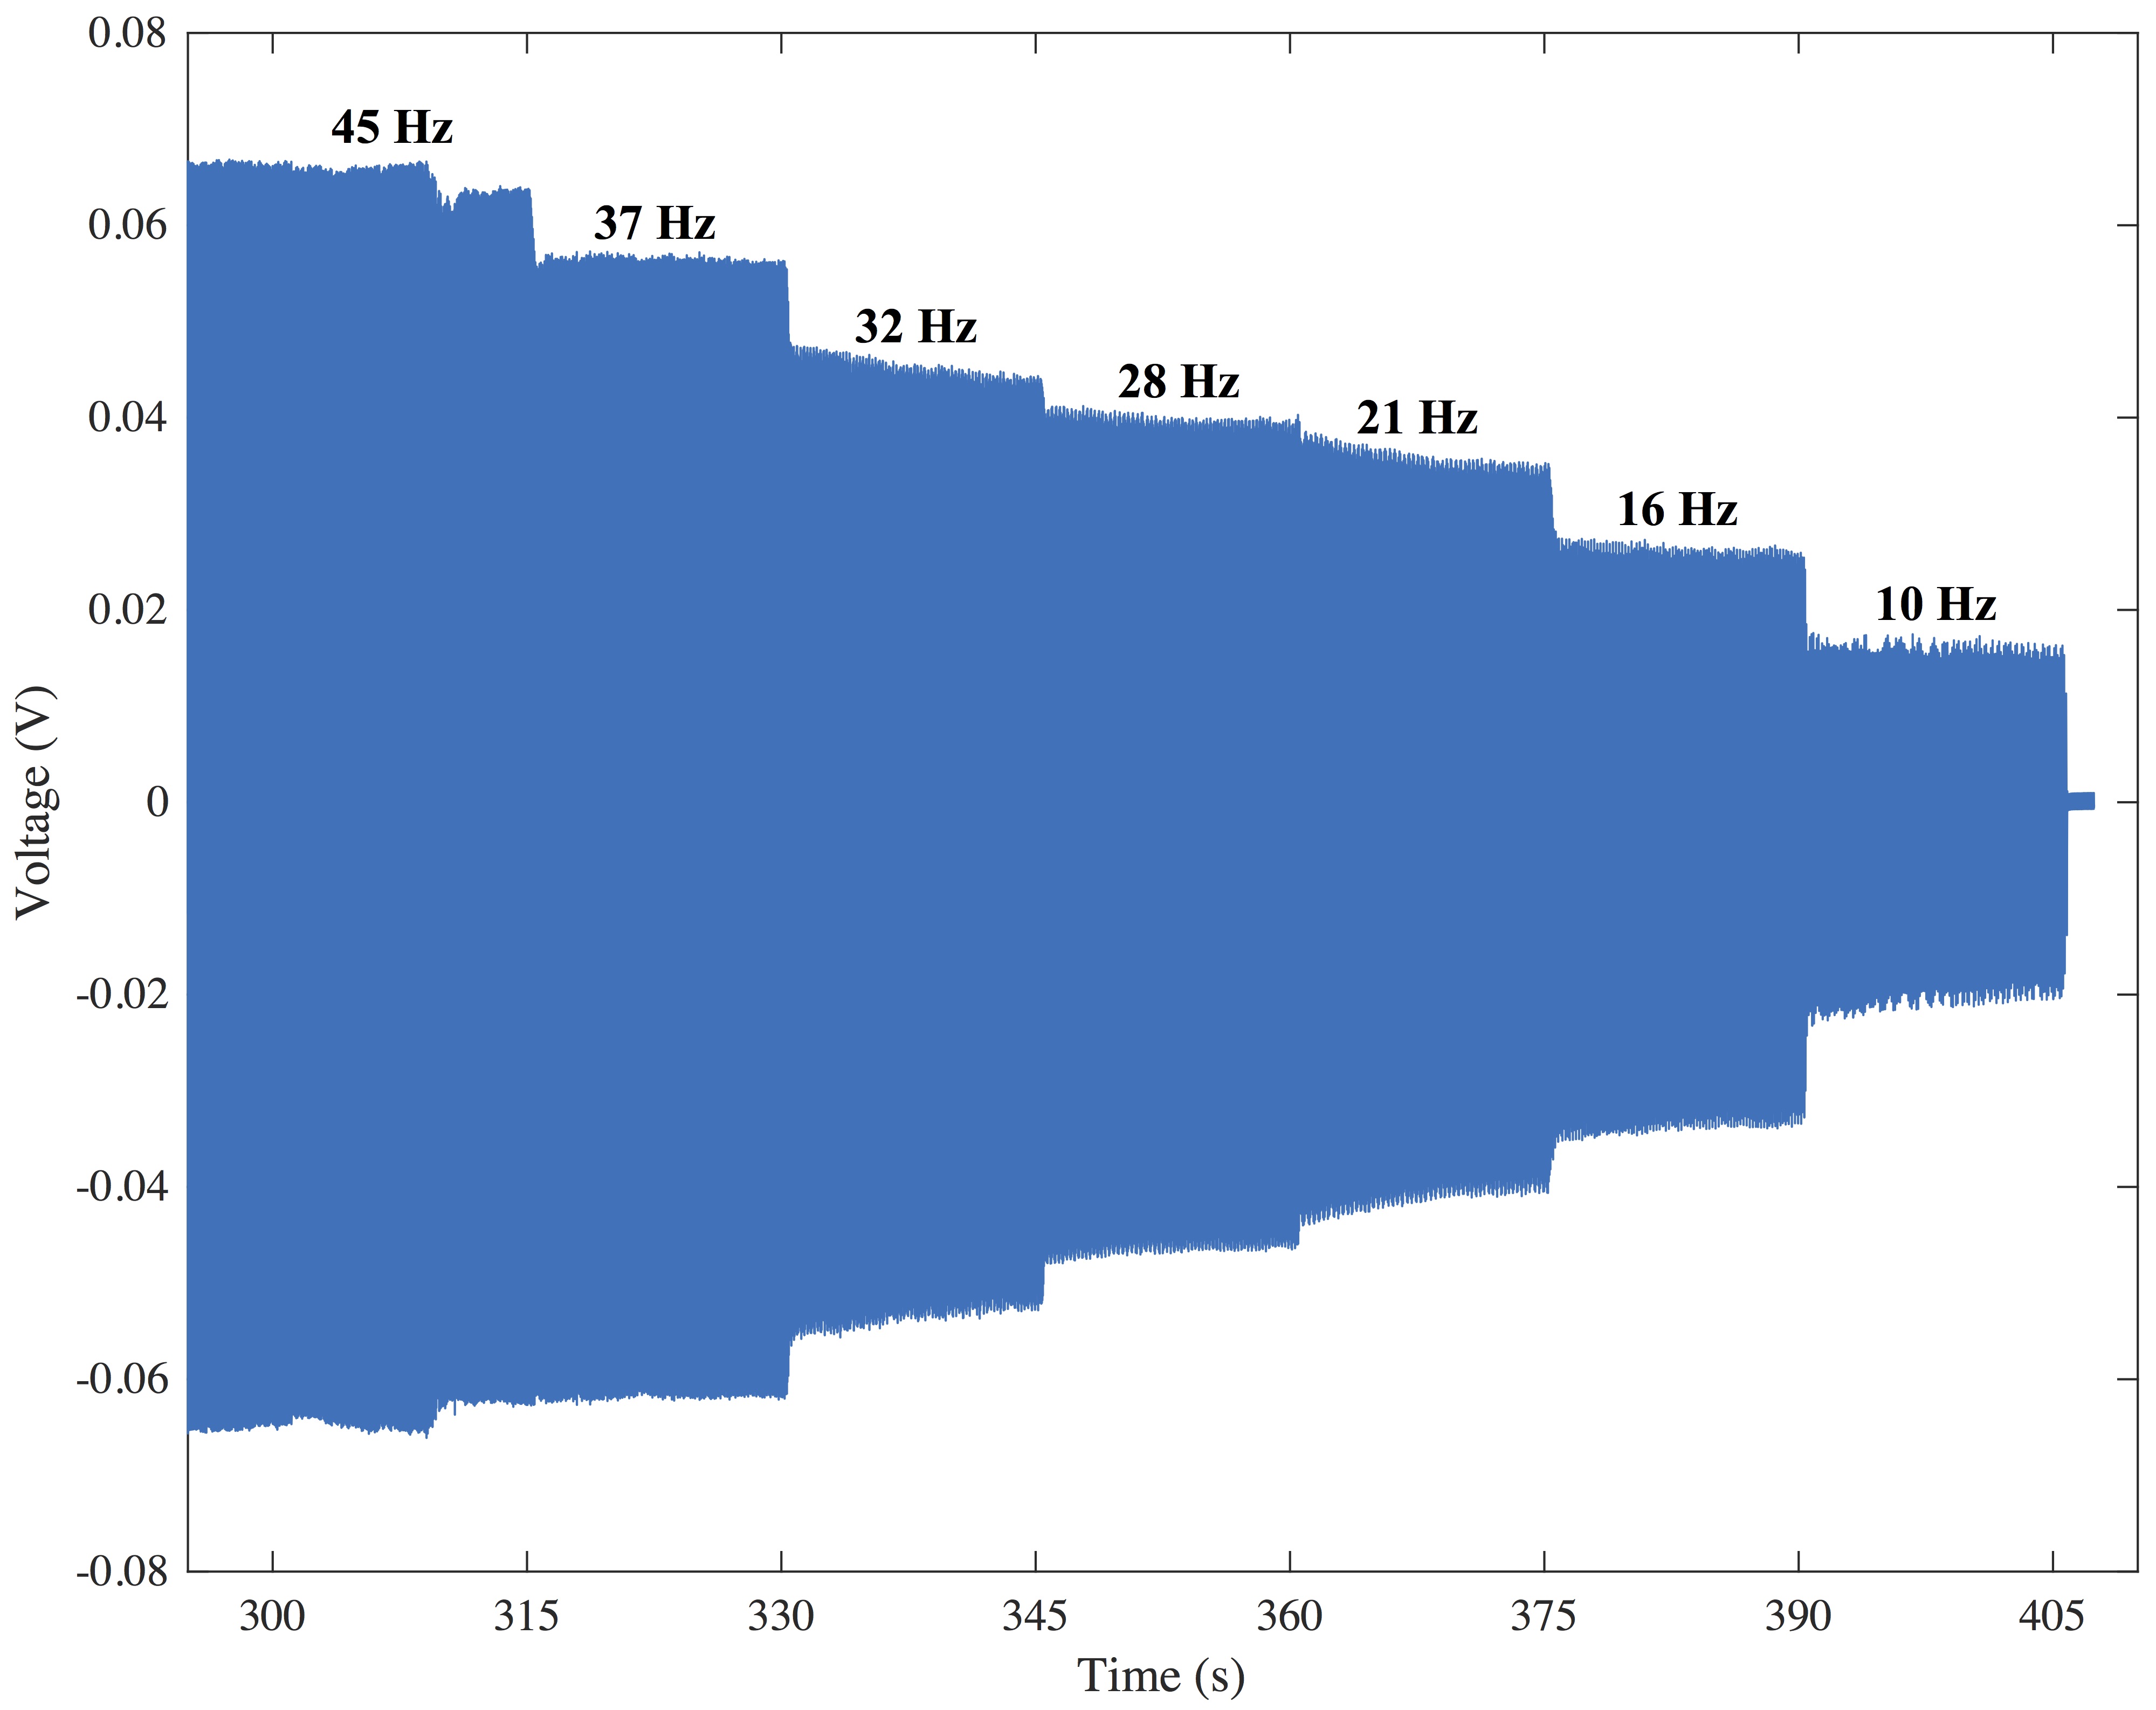 0.08
45 Hz
0.06
37 Hz
32 Hz
28 Hz
0.04
21 Hz
16 Hz
0.02
10 Hz
Voltage (V)
0
-0.02
-0.04
-0.06
-0.08
300 315 330 345 360 375 390 405
Time (s)